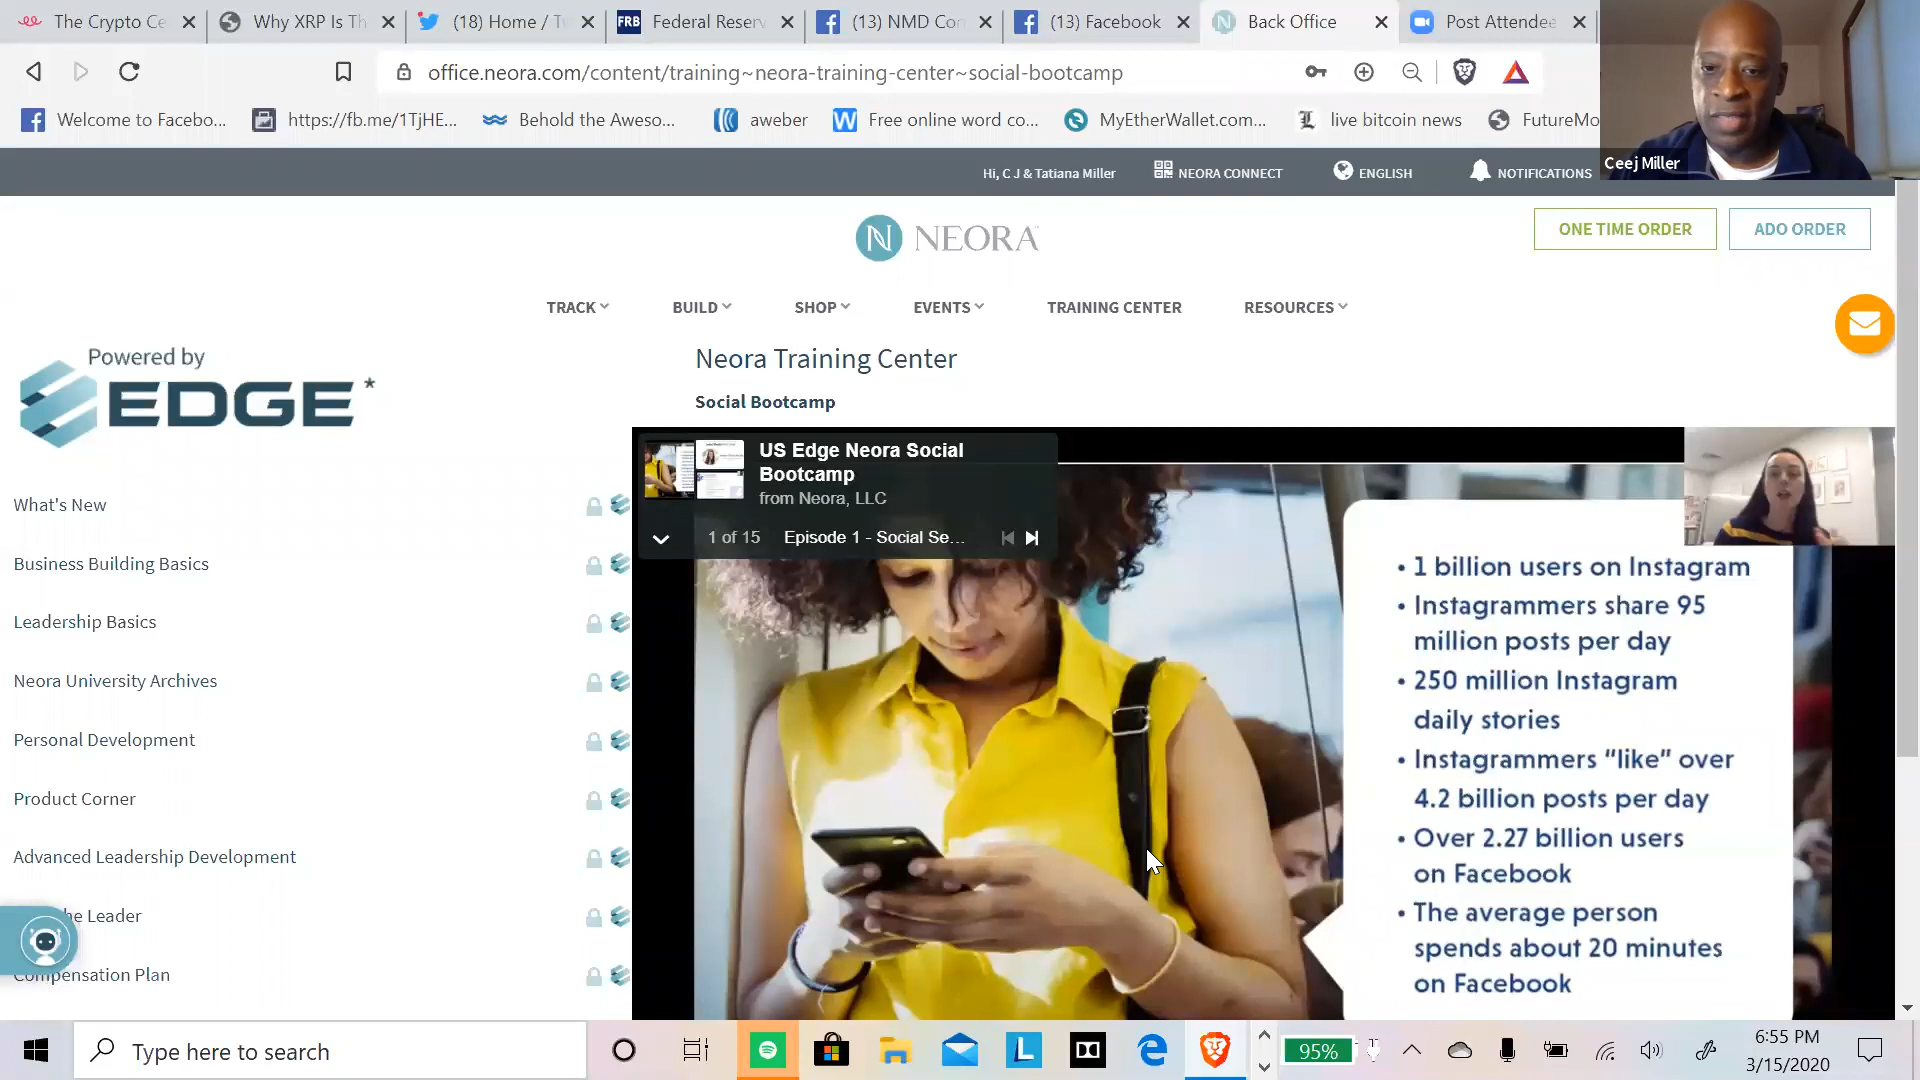 The Crypto Ce
Why XRP Is Th
(18) Home / Tw
FRB Federal Reserv
(13) NMD Con
(13) Facebook
Back Office
Post Attendee
office.neora.com/content/training~neora-training-center~social-bootcamp
Welcome to Facebo...
https://fb.me/1TjHE...
Behold the Aweso...
aweber
W Free online word co...
MyEtherWallet.com...
L live bitcoin news
FutureMo
Ceej Miller
Hi, C J & Tatiana Miller
NEORA CONNECT
ENGLISH
NOTIFICATIONS
N NEORA
ONE TIME ORDER
ADO ORDER
TRACK
BUILD
SHOP
EVENTS
TRAINING CENTER
RESOURCES
Powered by
EDGE*
Neora Training Center
Social Bootcamp
What's New
Business Building Basics
Leadership Basics
Neora University Archives
Personal Development
Product Corner
Advanced Leadership Development
he Leader
Compensation Plan
US Edge Neora Social
Bootcamp
from Neora, LLC
1 of 15 Episode 1 - Social Se...
• 1 billion users on Instagram
• Instagrammers share 95
million posts per day
• 250 million Instagram
daily stories
• Instagrammers “like” over
4.2 billion posts per day
• Over 2.27 billion users
on Facebook
• The average person
spends about 20 minutes
on Facebook
Type here to search
L
95%
6:55 PM
3/15/2020